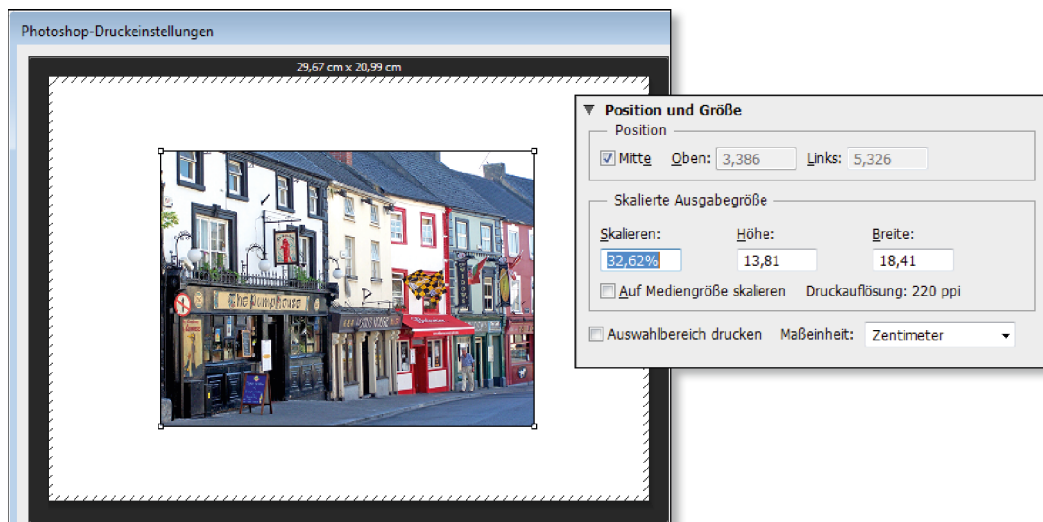 Photoshop-Druckeinstellungen
29,67 cm x 20,99 cm
Position und Größe
Position
Mitte Oben: 3,386 Links: 5,326
Skalierte Ausgabegröße
Skalieren: Höhe: Breite:
32,62% 13,81 18,41
Auf Mediengröße skalieren Druckauflösung: 220 ppi
Auswahlbereich drucken Maßeinheit: Zentimeter
The Pumphouse